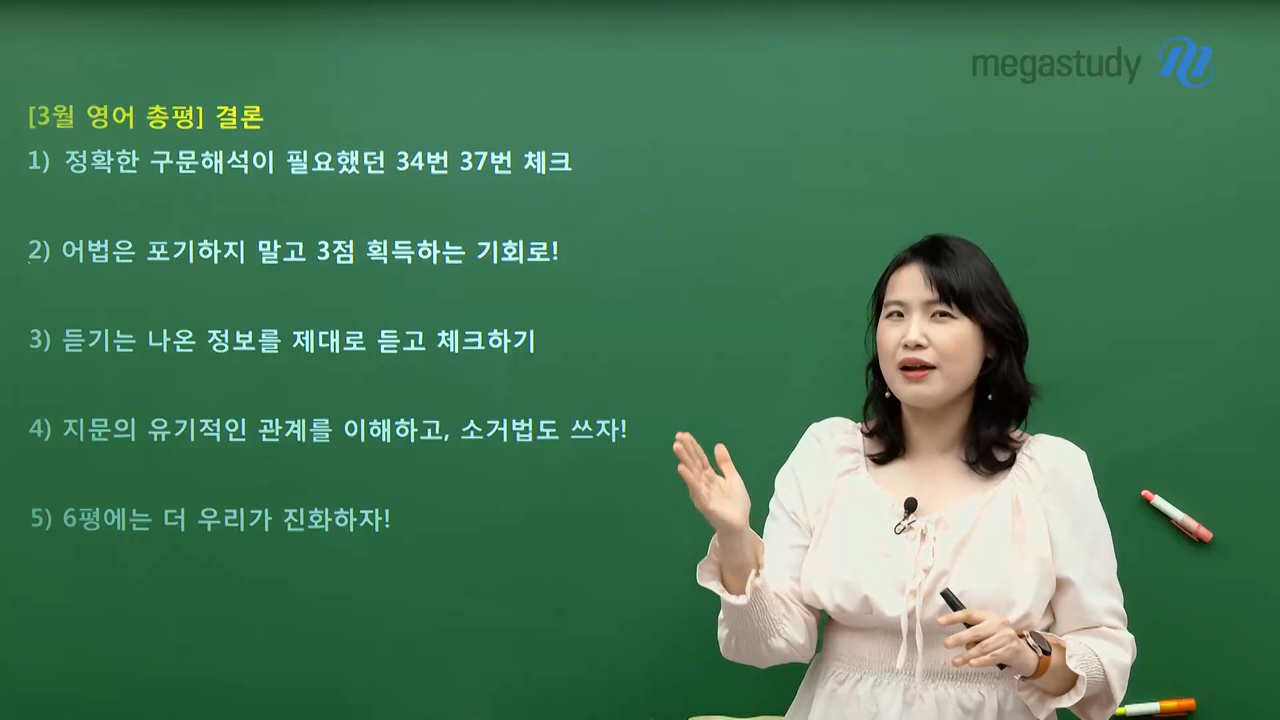 megastudy
[3월 영어 총평] 결론
1) 정확한 구문해석이 필요했던 34번 37번 체크
2) 어법은 포기하지 말고 3점 획득하는 기회로!
3) 듣기는 나온 정보를 제대로 듣고 체크하기
4) 지문의 유기적인 관계를 이해하고, 소거법도 쓰자!
5) 6평에는 더 우리가 진화하자!